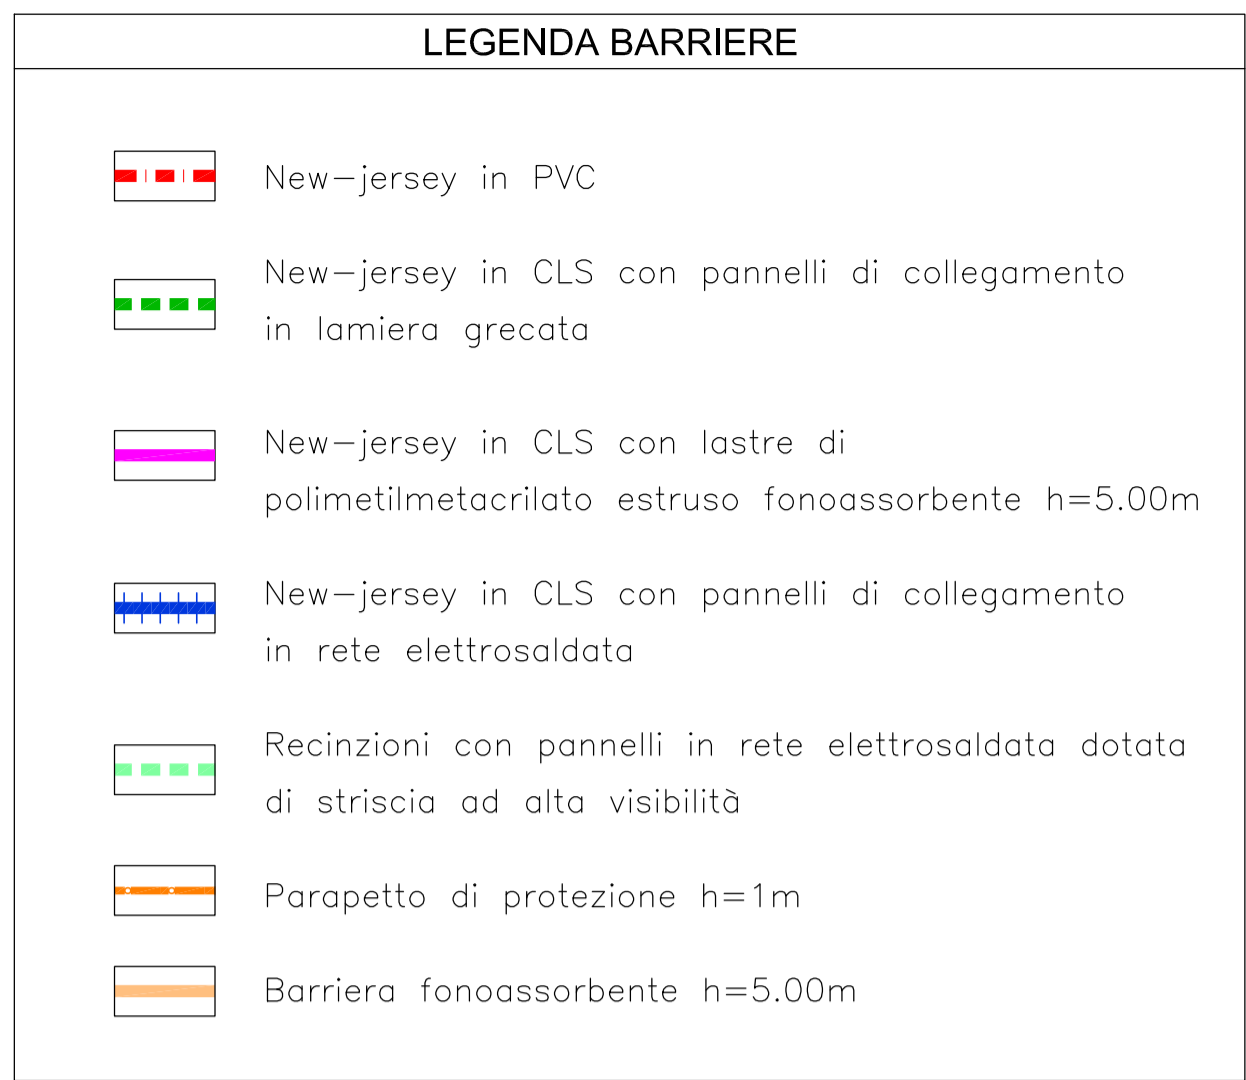 LEGENDA BARRIERE
New-jersey in PVC
New-jersey in CLS con pannelli di collegamento
in lamiera grecata
New-jersey in CLS con lastre di
polimetilmetacrilato estruso fonoassorbente h=5.00m
New-jersey in CLS con pannelli di collegamento
in rete elettrosaldata
Recinzioni con pannelli in rete elettrosaldata dotata
di striscia ad alta visibilità
Parapetto di protezione h=1m
Barriera fonoassorbente h=5.00m